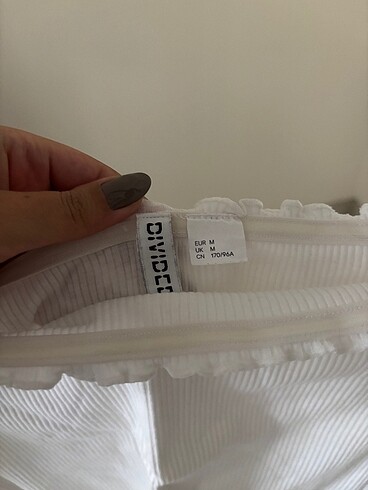 DIVIDED
EUR M
UK M
CN 170/96A